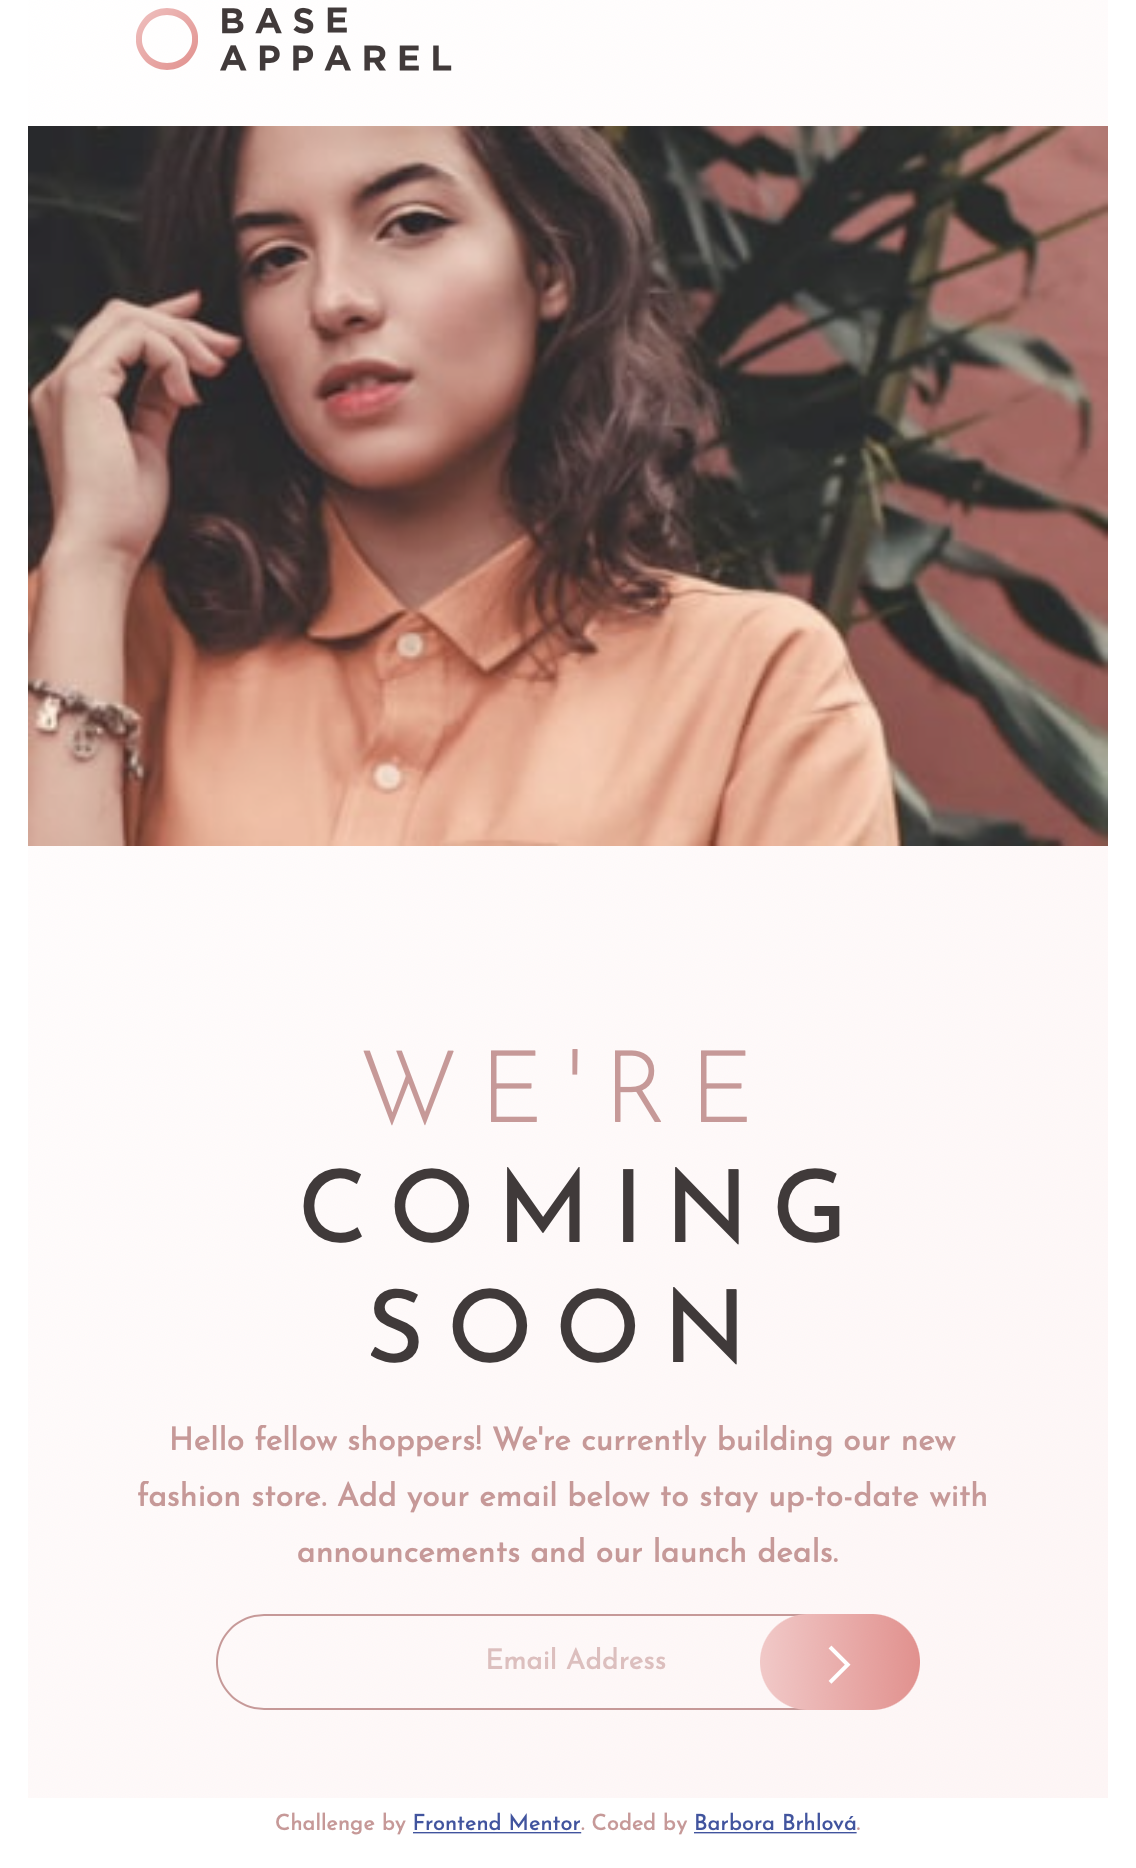 BASE
APPAREL
WE'RE
COMING
SOON
Hello fellow shoppers! We're currently building our new
fashion store. Add your email below to stay up-to-date with
announcements and our launch deals.
Email Address
Challenge by Frontend Mentor. Coded by Barbora Brhlová.